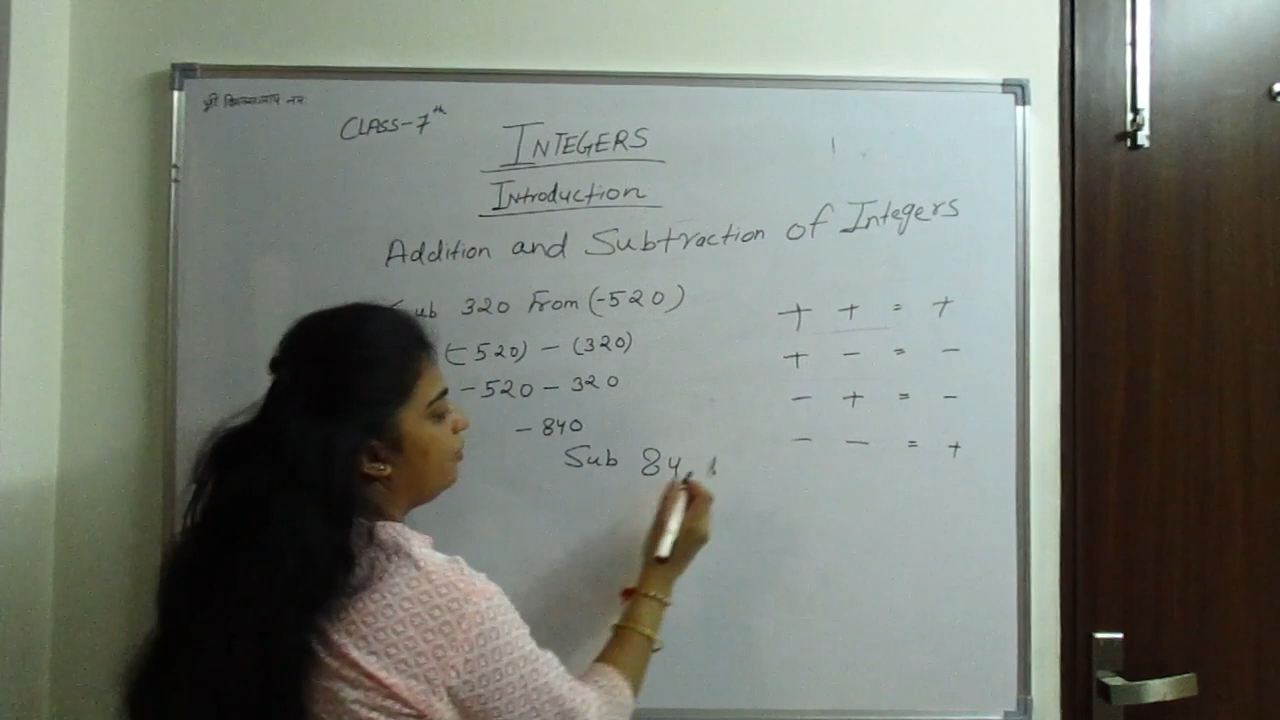 CLASS-7th
INTEGERS
Introduction
Addition and Subtraction of Integers
Sub 320 from (-520)
(-520) - (320)
-520 - 320
-840
Sub 84
+ + = +
+ - = -
- + = -
- - = +